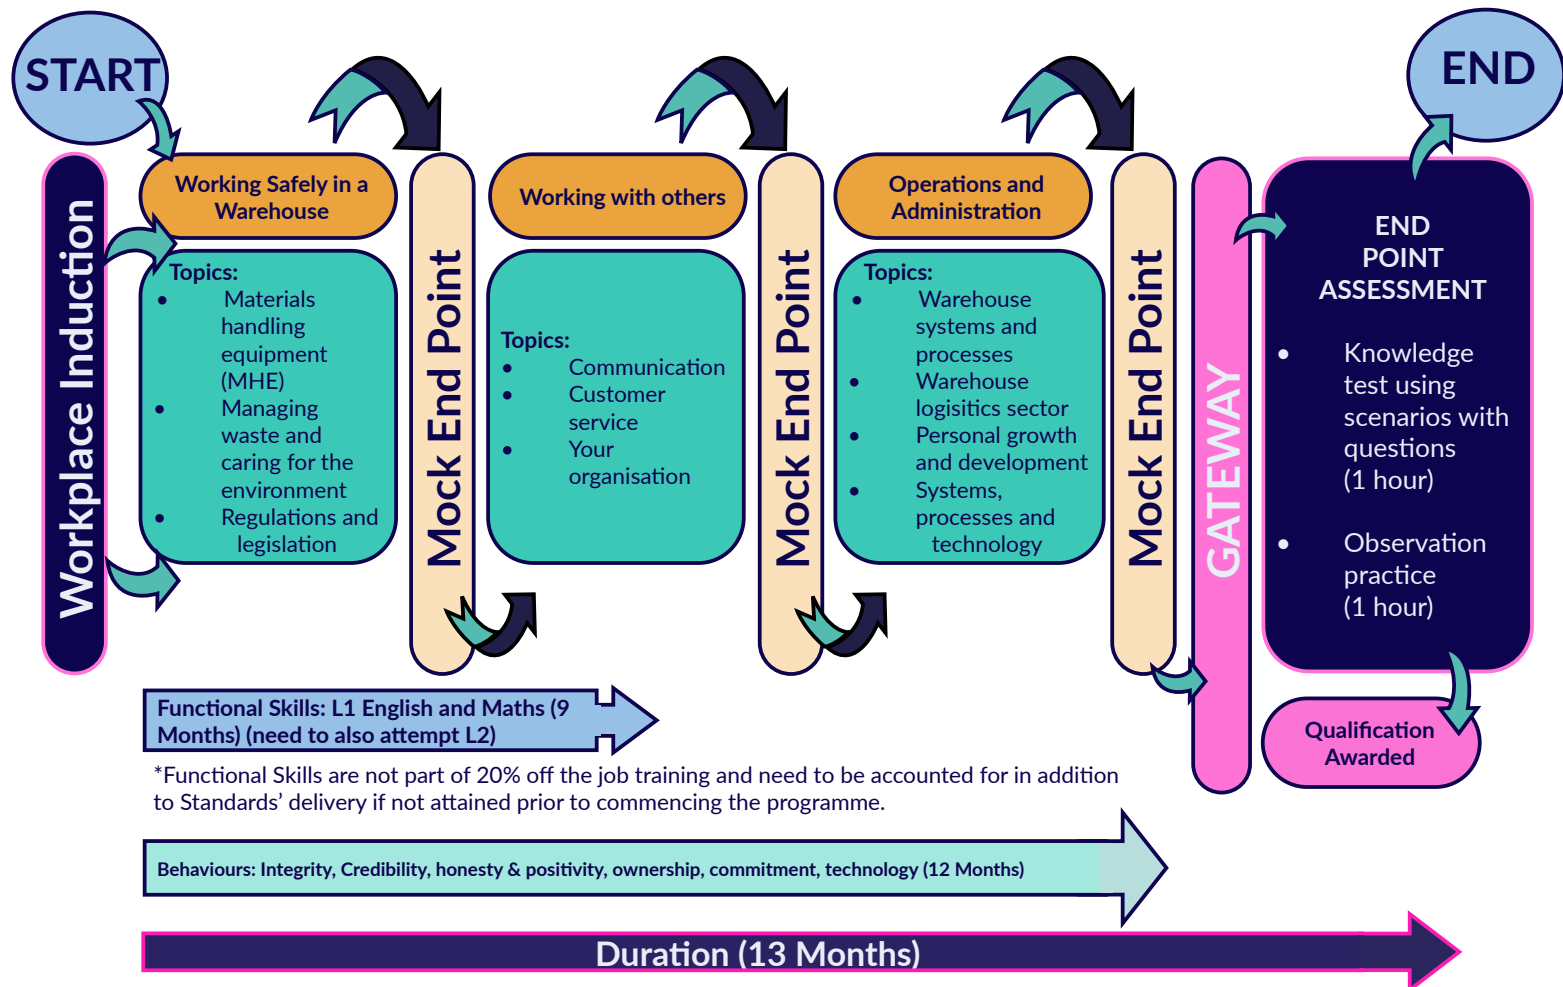 START
END
Workplace Induction
Working Safely in a
Warehouse
Topics:
• Materials
handling
equipment
(MHE)
• Managing
waste and
caring for the
environment
• Regulations and
legislation
Mock End Point
Working with others
Topics:
• Communication
• Customer
service
• Your
organisation
Mock End Point
Operations and
Administration
Topics:
• Warehouse
systems and
processes
• Warehouse
logisitics sector
• Personal growth
and development
• Systems,
processes and
technology
Mock End Point
GATEWAY
END
POINT
ASSESSMENT
• Knowledge
test using
scenarios with
questions
(1 hour)
• Observation
practice
(1 hour)
Qualification
Awarded
Functional Skills: L1 English and Maths (9
Months) (need to also attempt L2)
*Functional Skills are not part of 20% off the job training and need to be accounted for in addition
to Standards’ delivery if not attained prior to commencing the programme.
Behaviours: Integrity, Credibility, honesty & positivity, ownership, commitment, technology (12 Months)
Duration (13 Months)